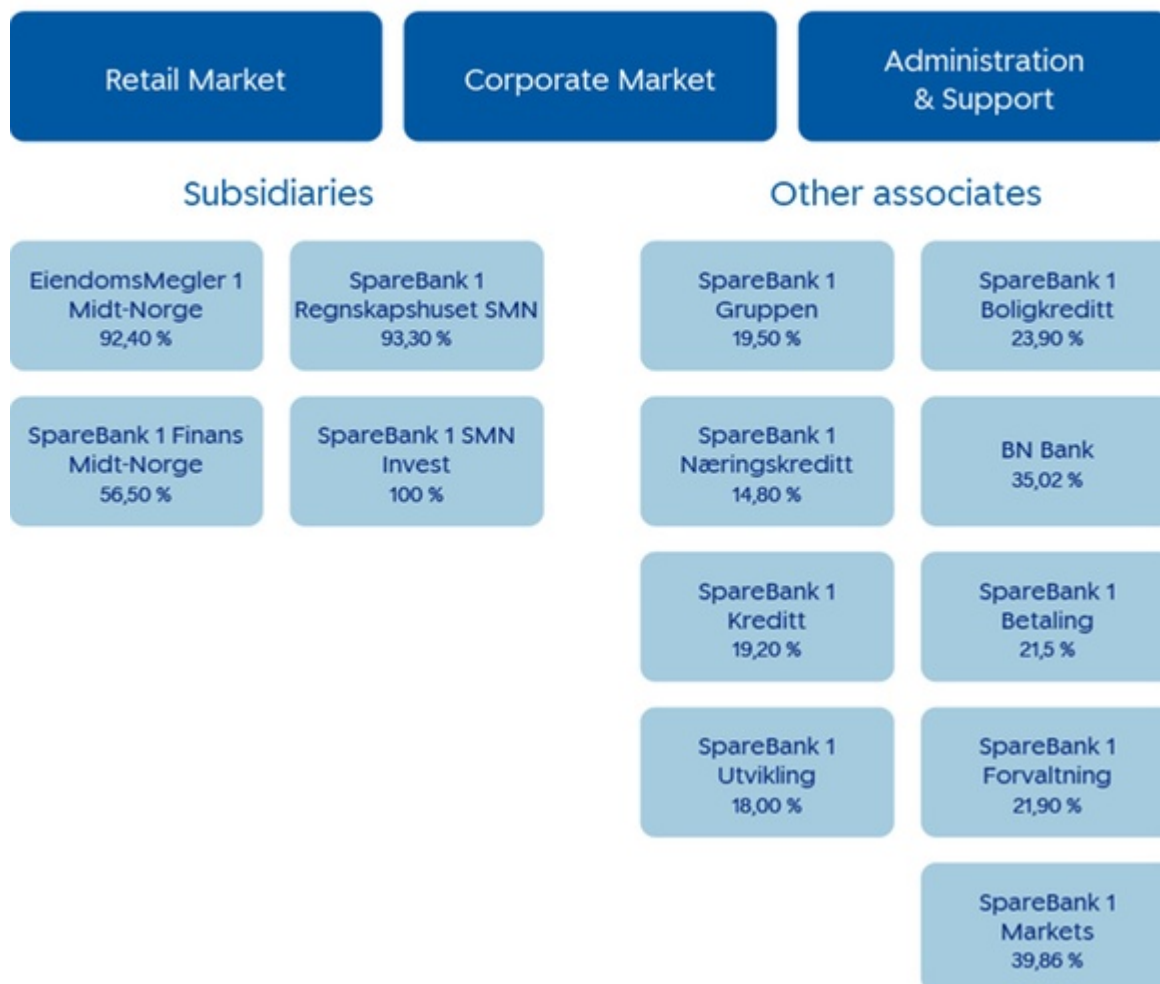 Retail Market
Corporate Market
Administration
& Support
Subsidiaries
EiendomsMegler 1
Midt-Norge
92,40 %
SpareBank 1
Regnskapshuset SMN
93,30 %
SpareBank 1 Finans
Midt-Norge
56,50 %
SpareBank 1 SMN
Invest
100 %
Other associates
SpareBank 1
Gruppen
19,50 %
SpareBank 1
Boligkreditt
23,90 %
SpareBank 1
Næringskreditt
14,80 %
BN Bank
35,02 %
SpareBank 1
Kreditt
19,20 %
SpareBank 1
Betaling
21,5 %
SpareBank 1
Utvikling
18,00 %
SpareBank 1
Forvaltning
21,90 %
SpareBank 1
Markets
39,86 %